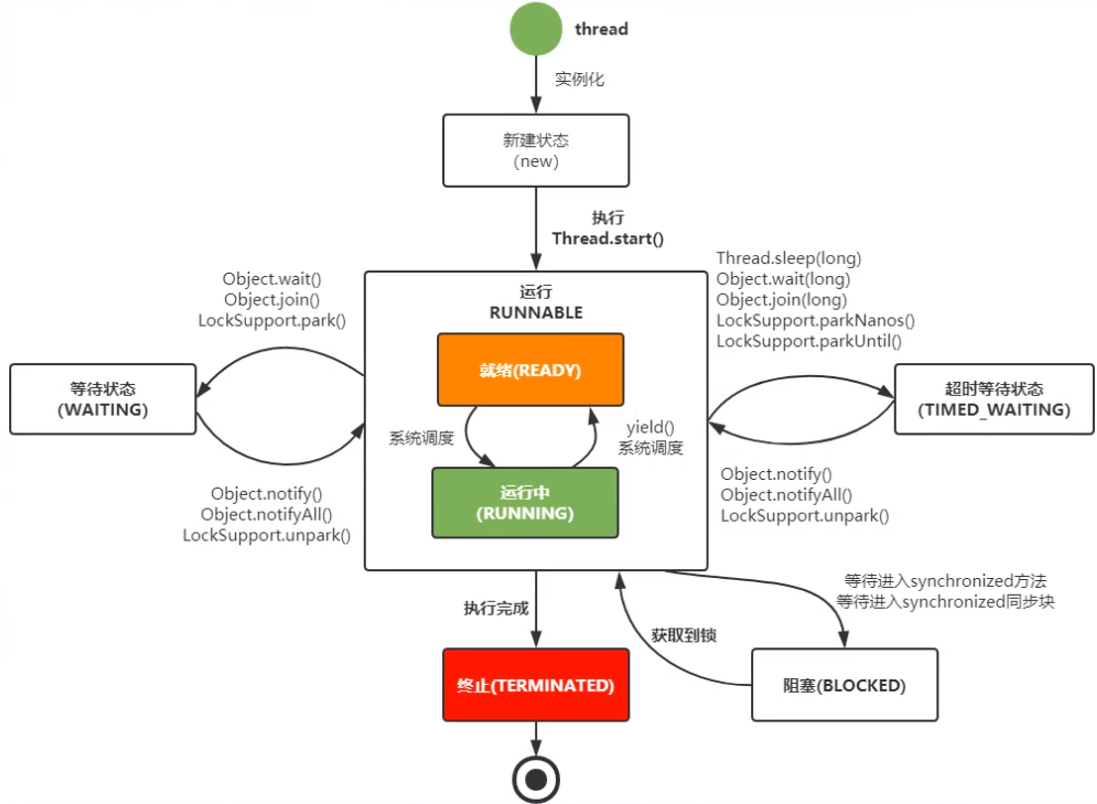 thread
实例化
新建状态
(new)
执行
Thread.start()
Object.wait()
Object.join()
LockSupport.park()
运行
RUNNABLE
Thread.sleep(long)
Object.wait(long)
Object.join(long)
LockSupport.parkNanos()
LockSupport.parkUntil()
就绪(READY)
等待状态
(WAITING)
超时等待状态
(TIMED_WAITING)
系统调度
yield()
系统调度
运行中
(RUNNING)
Object.notify()
Object.notifyAll()
LockSupport.unpark()
Object.notify()
Object.notifyAll()
LockSupport.unpark()
执行完成
获取到锁
等待进入synchronized方法
等待进入synchronized同步块
终止(TERMINATED)
阻塞(BLOCKED)